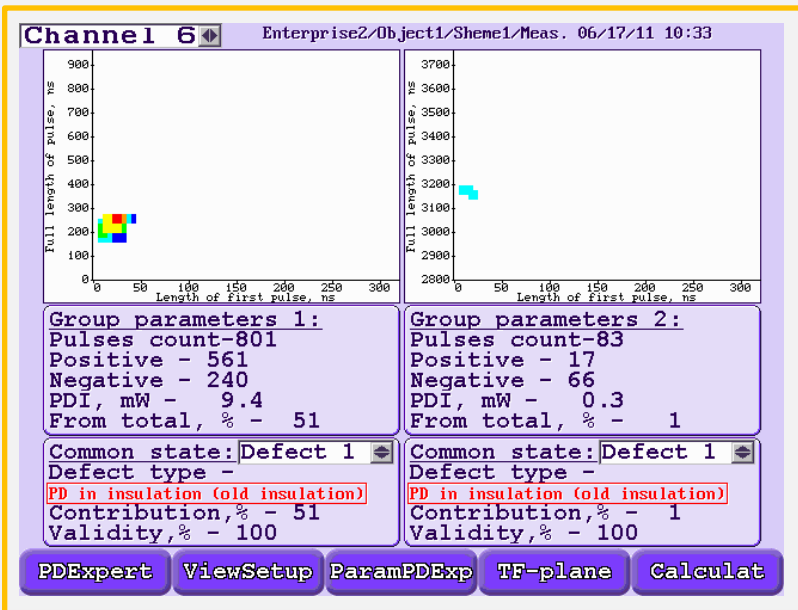 Channel 6
Enterprise2/Object1/Sheme1/Meas. 06/17/11 10:33
Full length of pulse, ns
900
800
700
600
500
400
300
200
100
0
0 50 100 150 200 250 300
Length of first pulse, ns
Full length of pulse, ns
3700
3600
3500
3400
3300
3200
3100
3000
2900
2800
0 50 100 150 200 250 300
Length of first pulse, ns
Group parameters 1:
Pulses count-801
Positive - 561
Negative - 240
PDI, mW - 9.4
From total, % - 51
Group parameters 2:
Pulses count-83
Positive - 17
Negative - 66
PDI, mW - 0.3
From total, % - 1
Common state: Defect 1
Defect type -
PD in insulation (old insulation)
Contribution,% - 51
Validity,% - 100
Common state: Defect 1
Defect type -
PD in insulation (old insulation)
Contribution,% - 1
Validity,% - 100
PDExpert ViewSetup ParamPDExp TF-plane Calculat